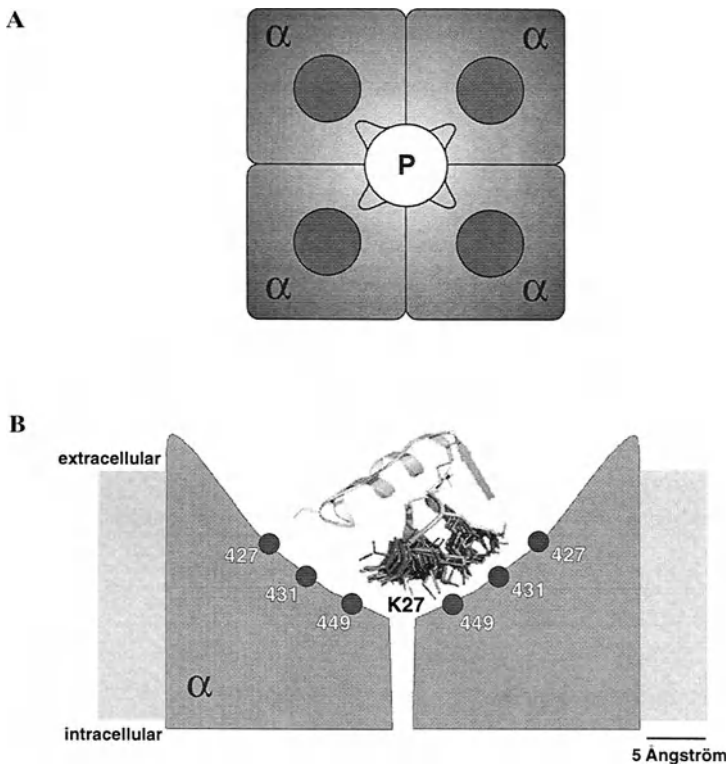 A
α α
P
α α
B
extracellular
427 427
431 K27 431
449 449
α
intracellular
5 Ångström